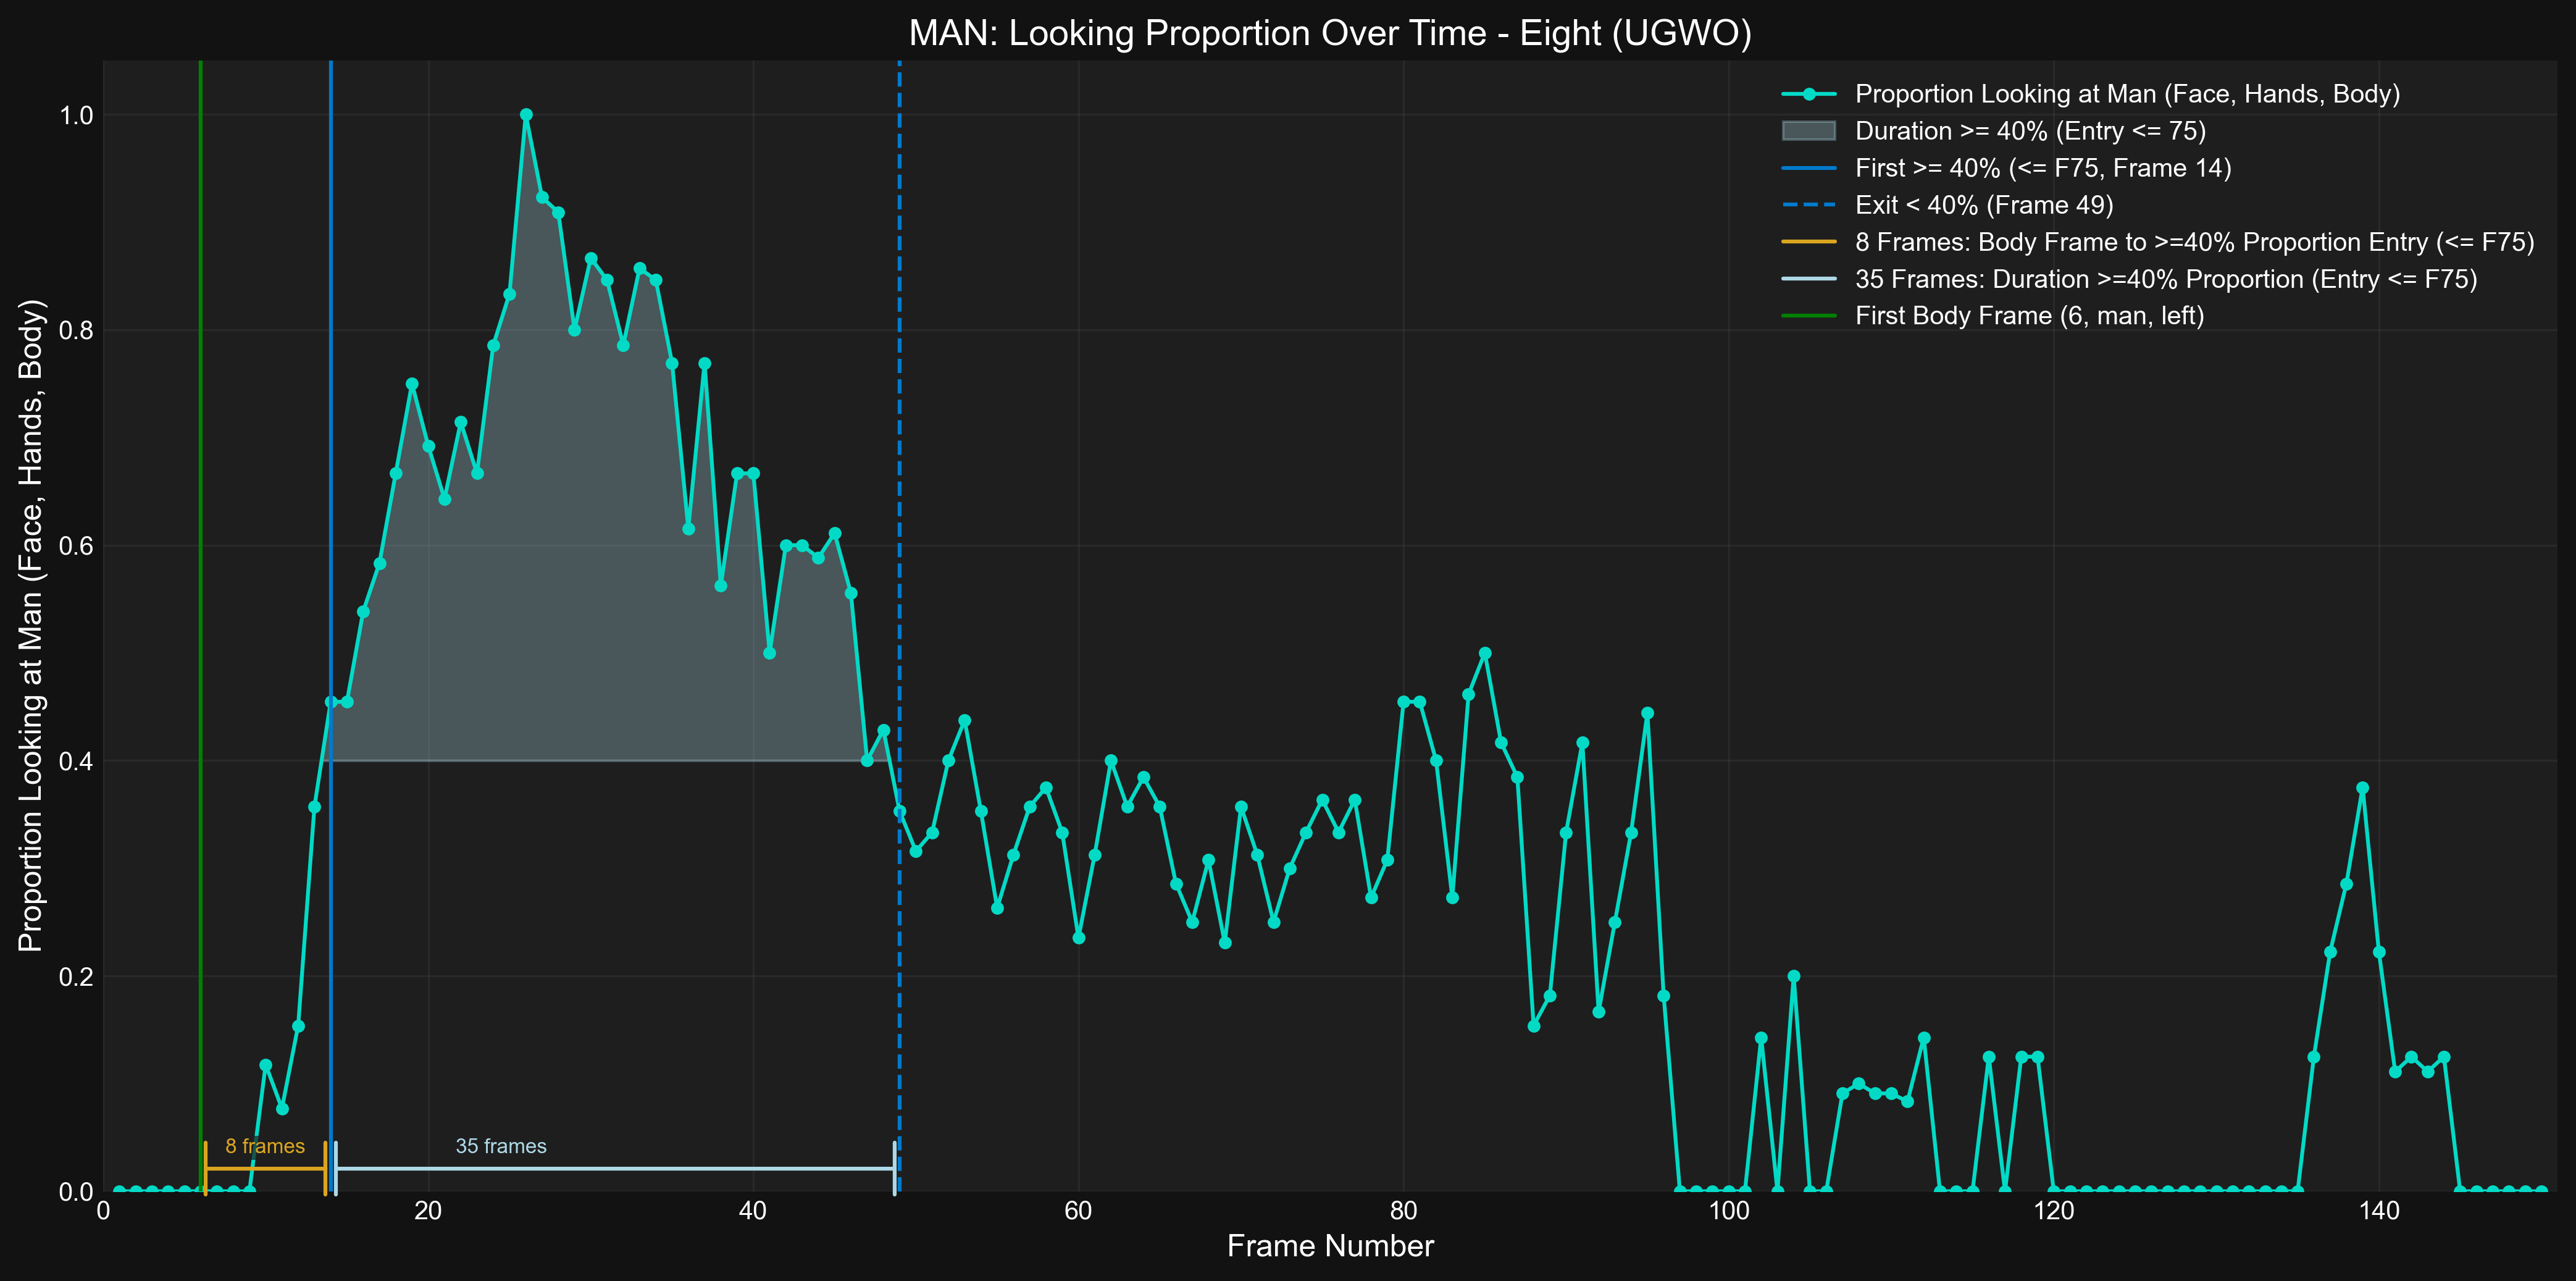 MAN: Looking Proportion Over Time - Eight (UGWO)
Proportion Looking at Man (Face, Hands, Body)
Duration >= 40% (Entry <= 75)
First >= 40% (<= F75, Frame 14)
Exit < 40% (Frame 49)
8 Frames: Body Frame to >=40% Proportion Entry (<= F75)
35 Frames: Duration >=40% Proportion (Entry <= F75)
First Body Frame (6, man, left)
Proportion Looking at Man (Face, Hands, Body)
1.0
0.8
0.6
0.4
0.2
0.0
8 frames
35 frames
0 20 40 60 80 100 120 140
Frame Number